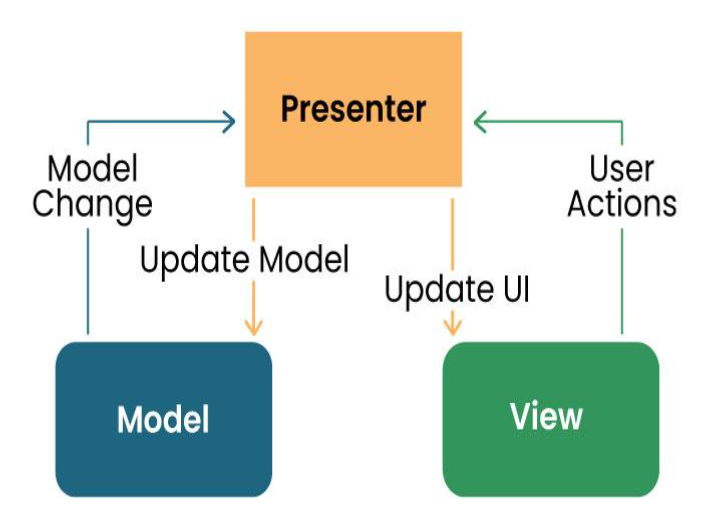 Presenter
Model
Change
User
Actions
Update Model
Update UI
Model
View